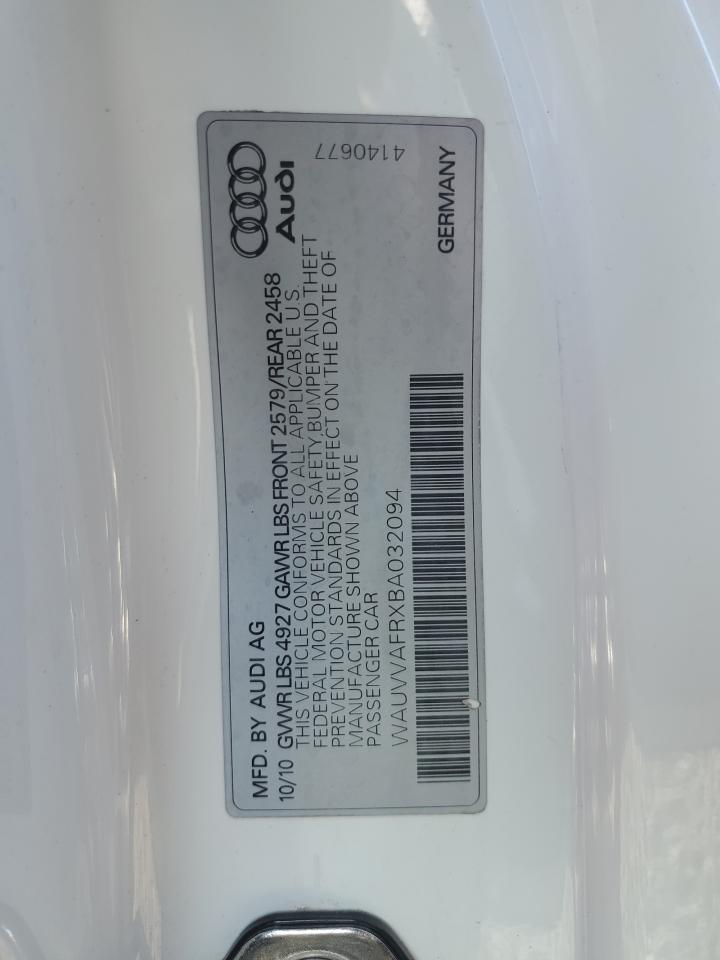 MFD. BY AUDI AG
10/10 GVWR LBS 4927 GAWR LBS FRONT 2579/REAR 2458
THIS VEHICLE CONFORMS TO ALL APPLICABLE U.S.
FEDERAL MOTOR VEHICLE SAFETY BUMPER AND THEFT
PREVENTION STANDARDS IN EFFECT ON THE DATE OF
MANUFACTURE SHOWN ABOVE
PASSENGER CAR
WAUVVAFRXBA032094
Audi
4140677
GERMANY